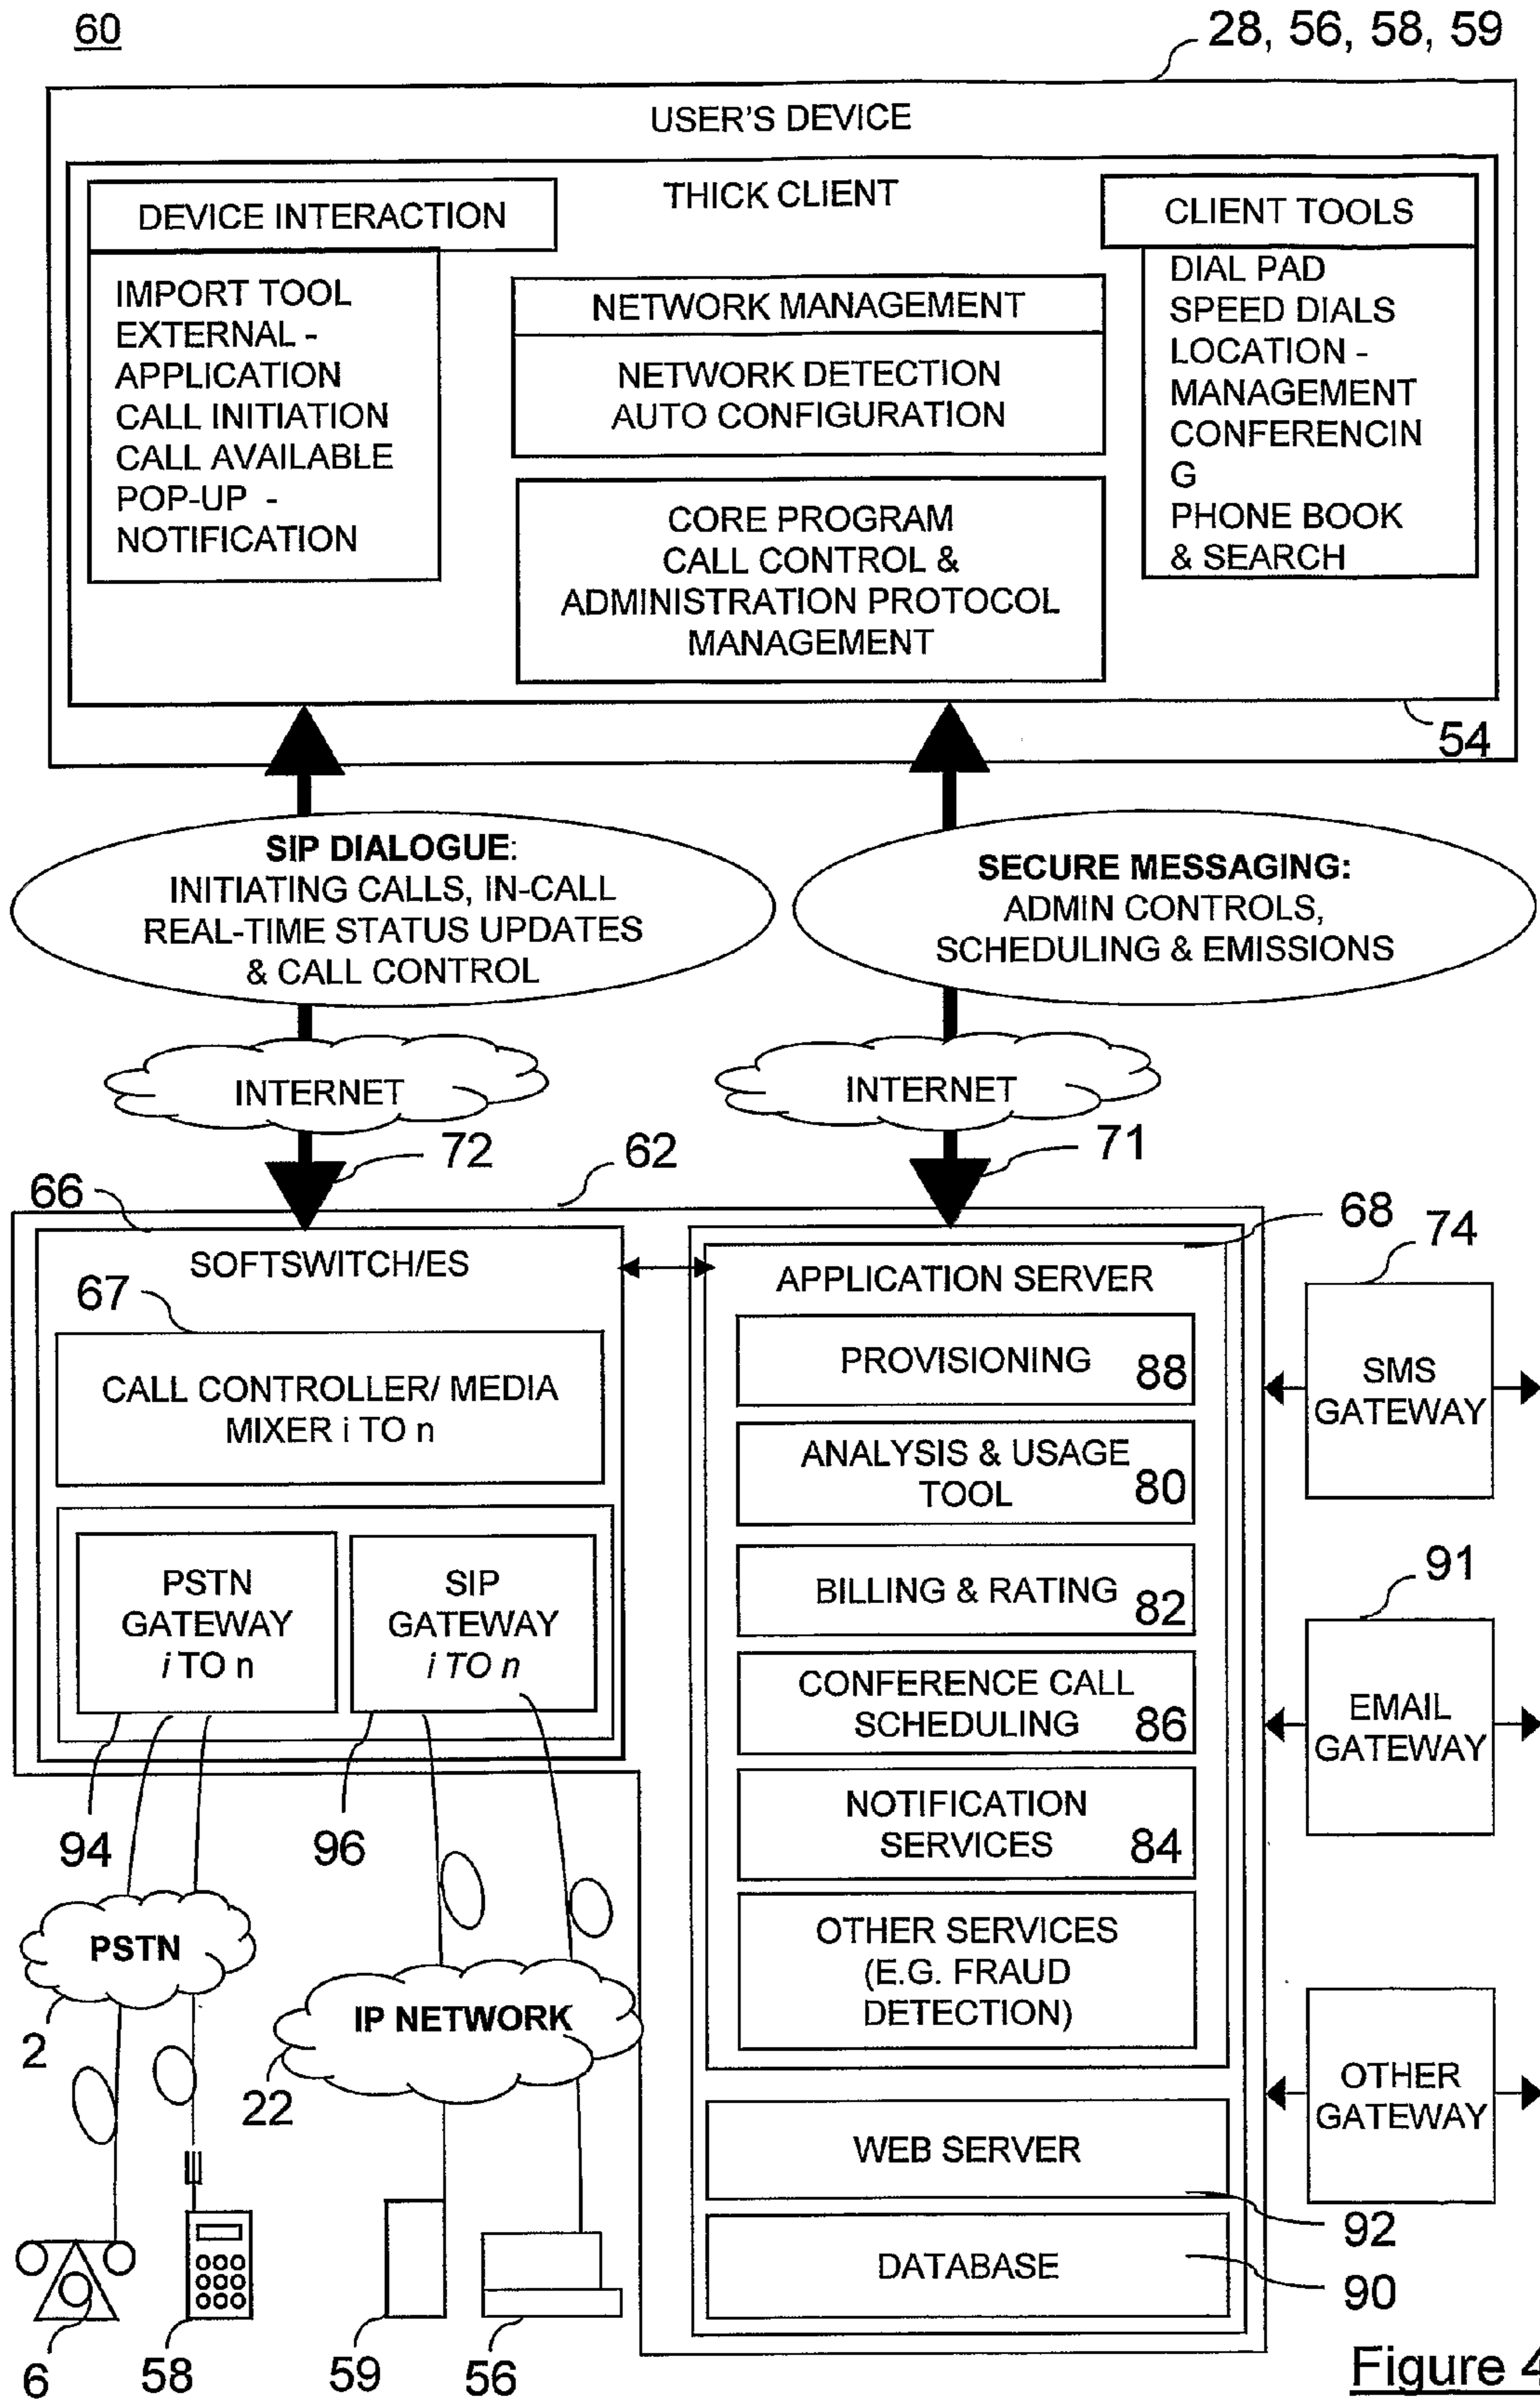 60
28, 56, 58, 59
USER'S DEVICE
THICK CLIENT
DEVICE INTERACTION
IMPORT TOOL
EXTERNAL -
APPLICATION
CALL INITIATION
CALL AVAILABLE
POP-UP -
NOTIFICATION
NETWORK MANAGEMENT
NETWORK DETECTION
AUTO CONFIGURATION
CORE PROGRAM
CALL CONTROL &
ADMINISTRATION PROTOCOL
MANAGEMENT
CLIENT TOOLS
DIAL PAD
SPEED DIALS
LOCATION -
MANAGEMENT
CONFERENCIN
G
PHONE BOOK
& SEARCH
54
SIP DIALOGUE:
INITIATING CALLS, IN-CALL
REAL-TIME STATUS UPDATES
& CALL CONTROL
SECURE MESSAGING:
ADMIN CONTROLS,
SCHEDULING & EMISSIONS
INTERNET
INTERNET
72
62
71
66
SOFTSWITCH/ES
67
CALL CONTROLLER/ MEDIA
MIXER i TO n
PSTN
GATEWAY
i TO n
SIP
GATEWAY
i TO n
94
96
PSTN
2
IP NETWORK
22
6
58
59
56
68
APPLICATION SERVER
PROVISIONING 88
ANALYSIS & USAGE
TOOL 80
BILLING & RATING 82
CONFERENCE CALL
SCHEDULING 86
NOTIFICATION
SERVICES 84
OTHER SERVICES
(E.G. FRAUD
DETECTION)
WEB SERVER
92
DATABASE
90
74
SMS
GATEWAY
91
EMAIL
GATEWAY
OTHER
GATEWAY
Figure 4